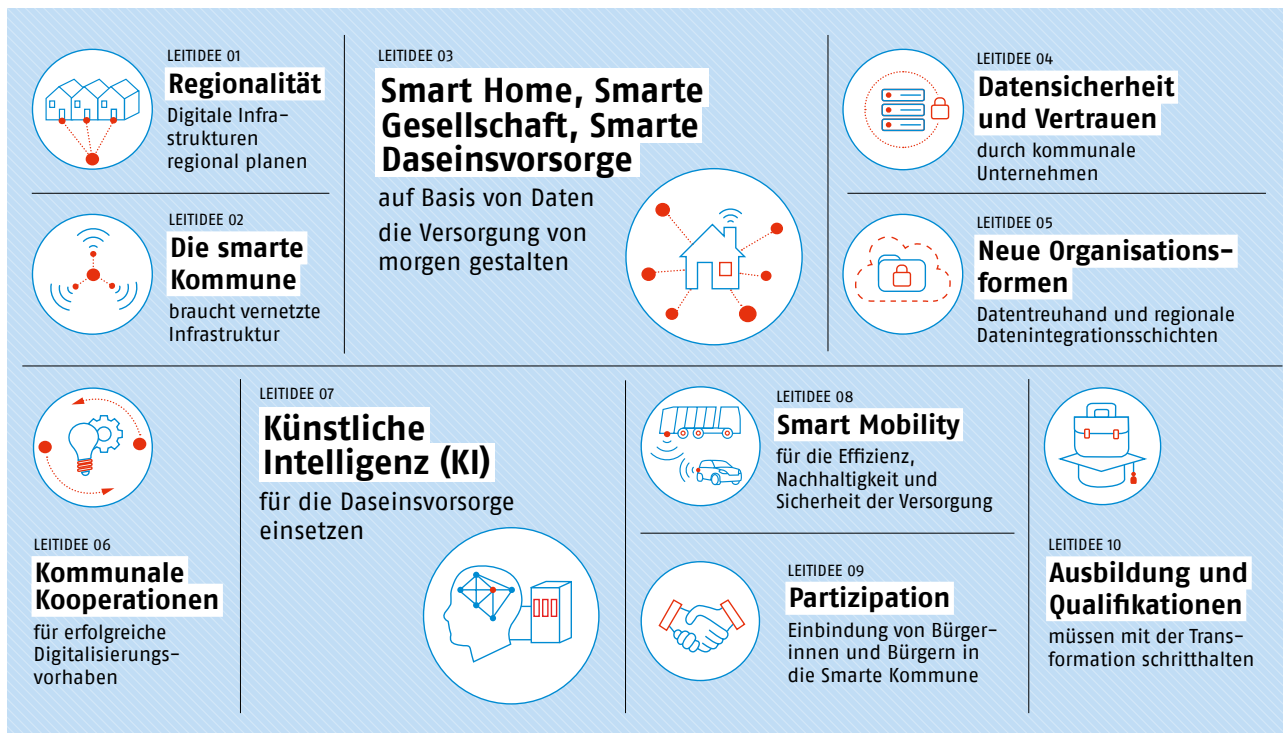 LEITIDEE 01
Regionalität
Digitale Infra-
strukturen
regional planen
LEITIDEE 02
Die smarte
Kommune
braucht vernetzte
Infrastruktur
LEITIDEE 03
Smart Home, Smarte
Gesellschaft, Smarte
Daseinsvorsorge
auf Basis von Daten
die Versorgung von
morgen gestalten
LEITIDEE 04
Datensicherheit
und Vertrauen
durch kommunale
Unternehmen
LEITIDEE 05
Neue Organisations-
formen
Datentreuhand und regionale
Datenintegrationsschichten
LEITIDEE 06
Kommunale
Kooperationen
für erfolgreiche
Digitalisierungs-
vorhaben
LEITIDEE 07
Künstliche
Intelligenz (KI)
für die Daseinsvorsorge
einsetzen
LEITIDEE 08
Smart Mobility
für die Effizienz,
Nachhaltigkeit und
Sicherheit der Versorgung
LEITIDEE 09
Partizipation
Einbindung von Bürger-
innen und Bürgern in
die Smarte Kommune
LEITIDEE 10
Ausbildung und
Qualifikationen
müssen mit der Trans-
formation schritthalten